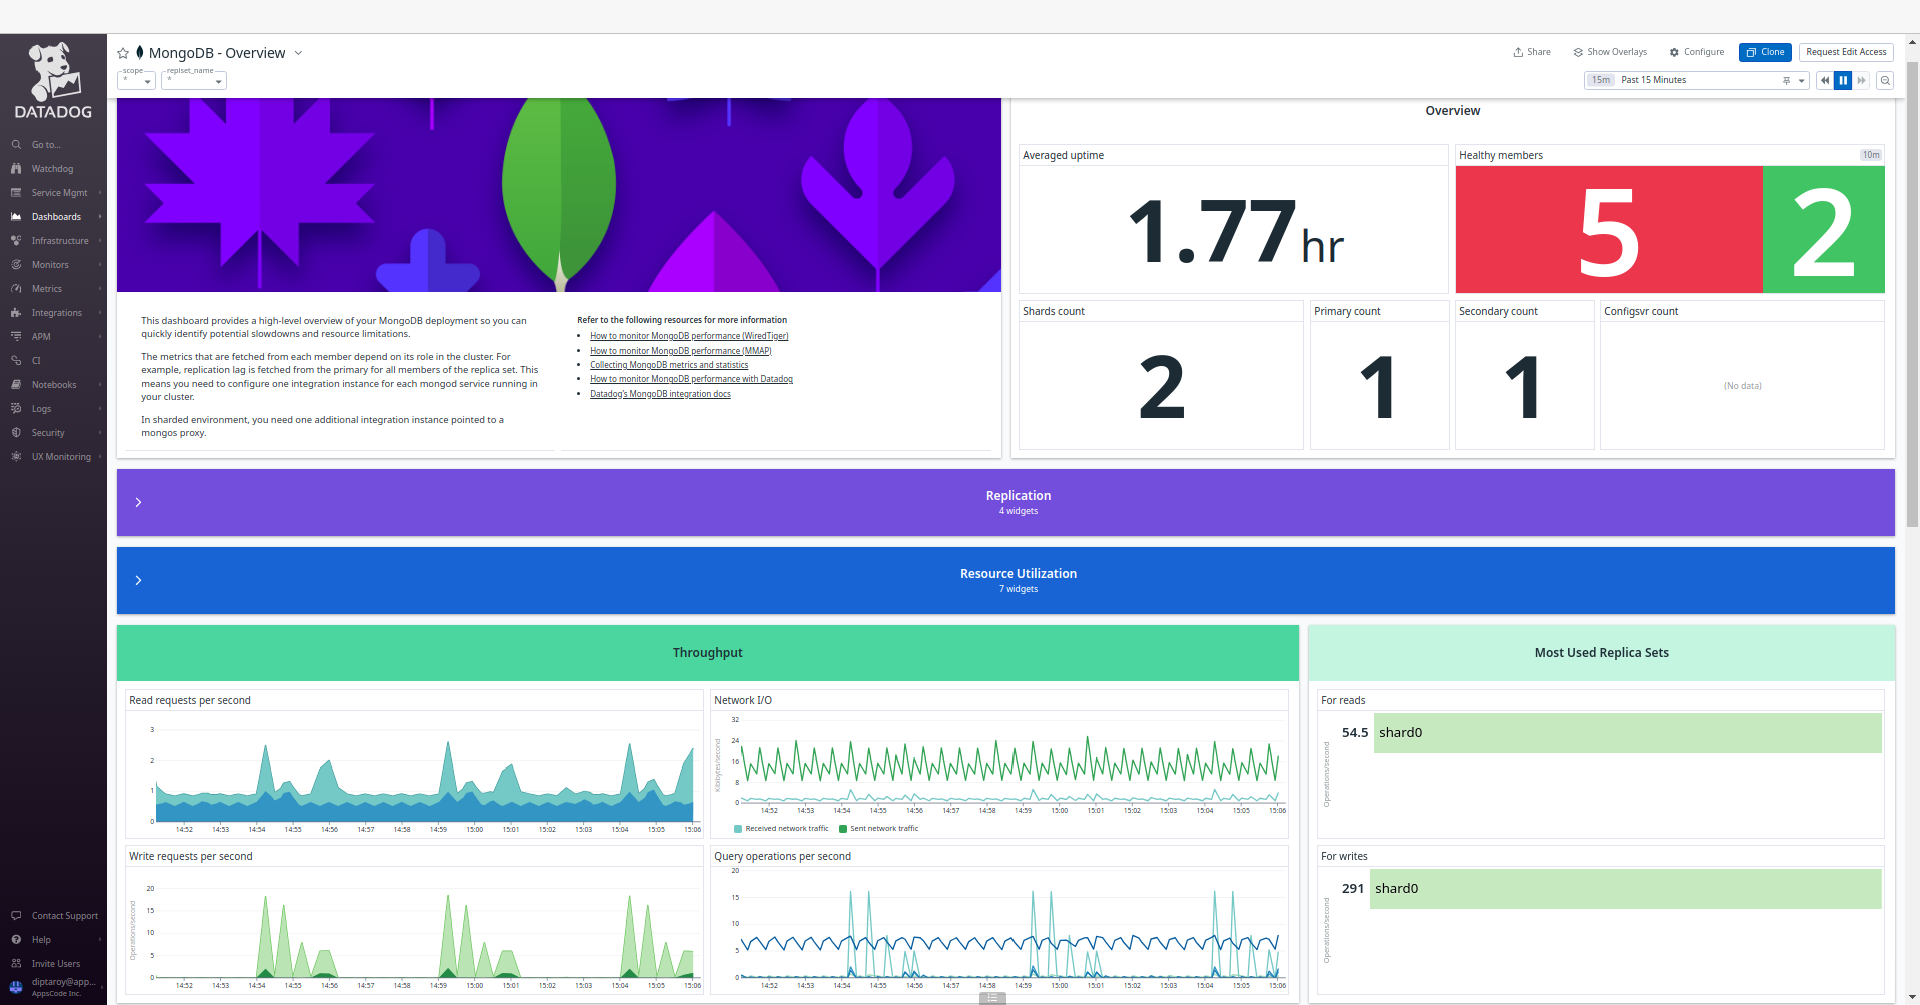 DATADOG
Go to...
Watchdog
Service Mgmt
Dashboards
Infrastructure
Monitors
Metrics
Integrations
APM
CI
Notebooks
Logs
Security
UX Monitoring
Contact Support
Help
Invite Users
diptaroy@app...
AppsCode Inc.
MongoDB - Overview
Share
Show Overlays
Configure
Clone
Request Edit Access
scope
*
replset_name
*
15m Past 15 Minutes
This dashboard provides a high-level overview of your MongoDB deployment so you can
quickly identify potential slowdowns and resource limitations.
The metrics that are fetched from each member depend on its role in the cluster. For
example, replication lag is fetched from the primary for all members of the replica set. This
means you need to configure one integration instance for each mongod service running in
your cluster.
In sharded environment, you need one additional integration instance pointed to a
mongos proxy.
Refer to the following resources for more information
How to monitor MongoDB performance (WiredTiger)
How to monitor MongoDB performance (MMAP)
Collecting MongoDB metrics and statistics
How to monitor MongoDB performance with Datadog
Datadog's MongoDB integration docs
Overview
Averaged uptime
1.77 hr
Healthy members
10m
5
2
Shards count
2
Primary count
1
Secondary count
1
Configsvr count
(No data)
Replication
4 widgets
Resource Utilization
7 widgets
Throughput
Read requests per second
3
2
1
0
14:52 14:53 14:54 14:55 14:56 14:57 14:58 14:59 15:00 15:01 15:02 15:03 15:04 15:05 15:06
Network I/O
Kibibytes/second
32
24
16
8
0
14:52 14:53 14:54 14:55 14:56 14:57 14:58 14:59 15:00 15:01 15:02 15:03 15:04 15:05 15:06
Received network traffic
Sent network traffic
Write requests per second
Operations/second
20
15
10
5
0
14:52 14:53 14:54 14:55 14:56 14:57 14:58 14:59 15:00 15:01 15:02 15:03 15:04 15:05 15:06
Query operations per second
20
15
10
5
0
14:52 14:53 14:54 14:55 14:56 14:57 14:58 14:59 15:00 15:01 15:02 15:03 15:04 15:05 15:06
Most Used Replica Sets
For reads
Operations/second
54.5 shard0
For writes
Operations/second
291 shard0